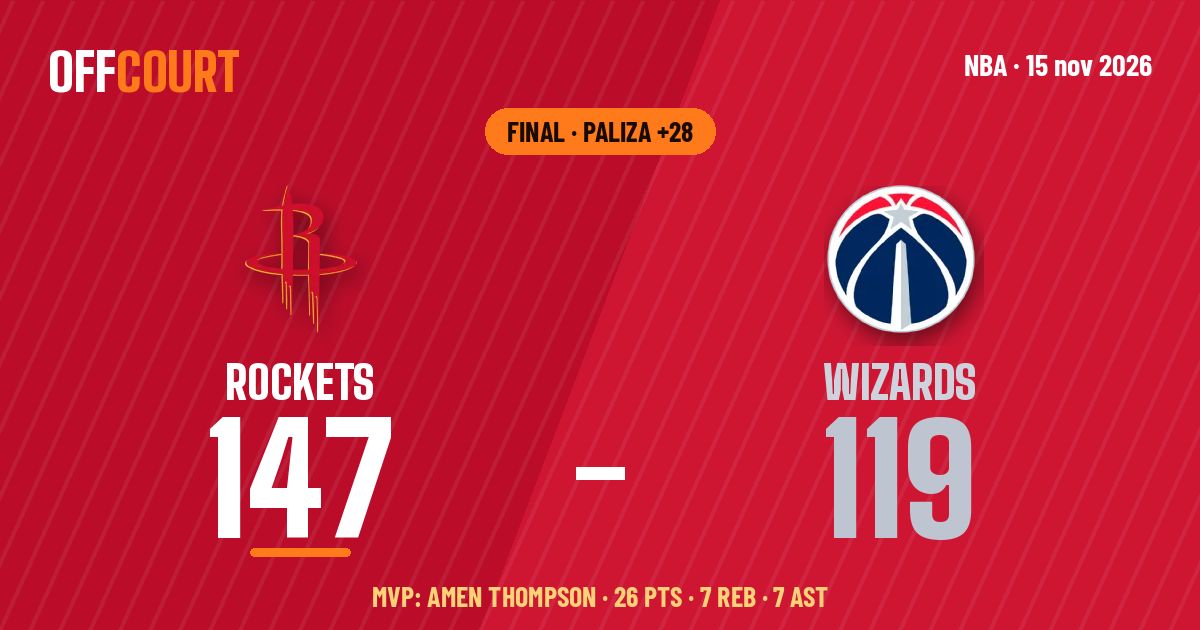 OFFCOURT
NBA · 15 nov 2026
FINAL · PALIZA +28
ROCKETS
WIZARDS
147
–
119
MVP: AMEN THOMPSON · 26 PTS · 7 REB · 7 AST